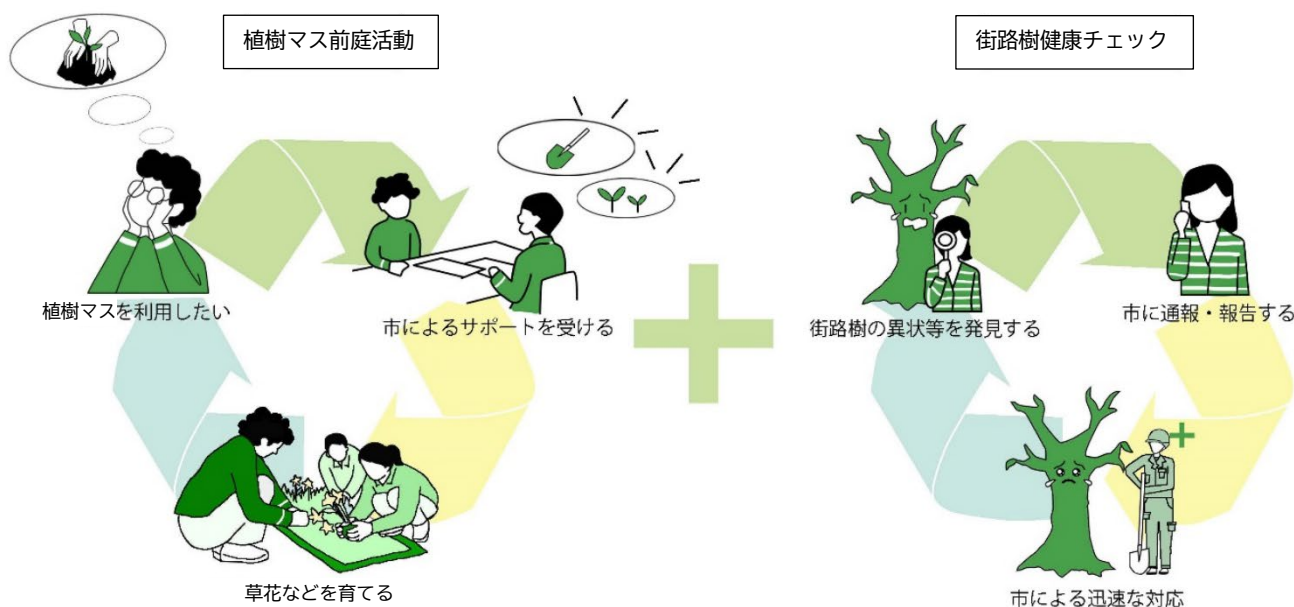 植樹マス前庭活動
街路樹健康チェック
植樹マスを利用したい
市によるサポートを受ける
草花などを育てる
街路樹の異状等を発見する
市に通報・報告する
市による迅速な対応